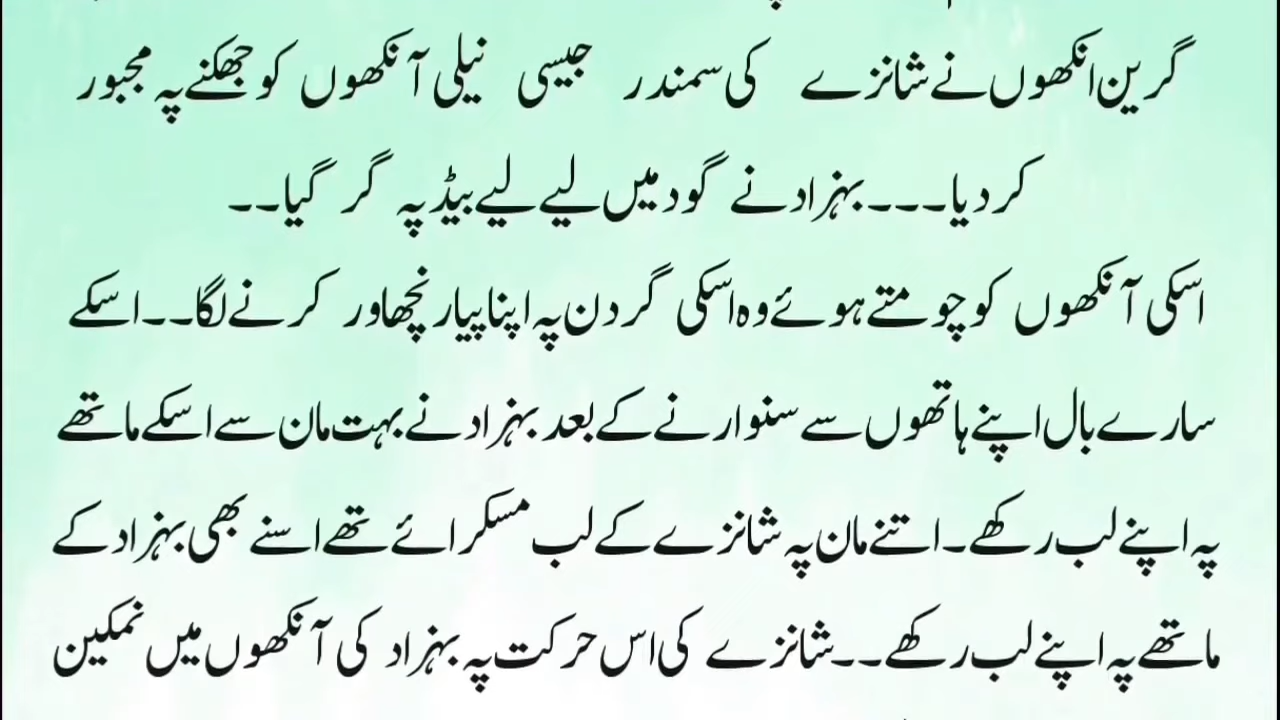 گرین انکھوں نے شانزے کی سمندر جیسی نیلی آنکھوں کو جھکنے پہ مجبور
کر دیا۔۔۔ بہزاد نے گود میں لیے لیے بیڈ پہ گر گیا۔۔
اسکی آنکھوں کو چومتے ہوئے وہ اسکی گردن پہ اپنا پیار نچھاور کرنے لگا۔۔ اسکے
سارے بال اپنے ہاتھوں سے سنوارنے کے بعد بہزاد نے بہت مان سے اسکے ماتھے
پہ اپنے لب رکھے۔ اتنے مان پہ شانزے کے لب مسکرائے تھے اسنے بھی بہزاد کے
ماتھے پہ اپنے لب رکھے۔۔ شانزے کی اس حرکت پہ بہزاد کی آنکھوں میں نمکین